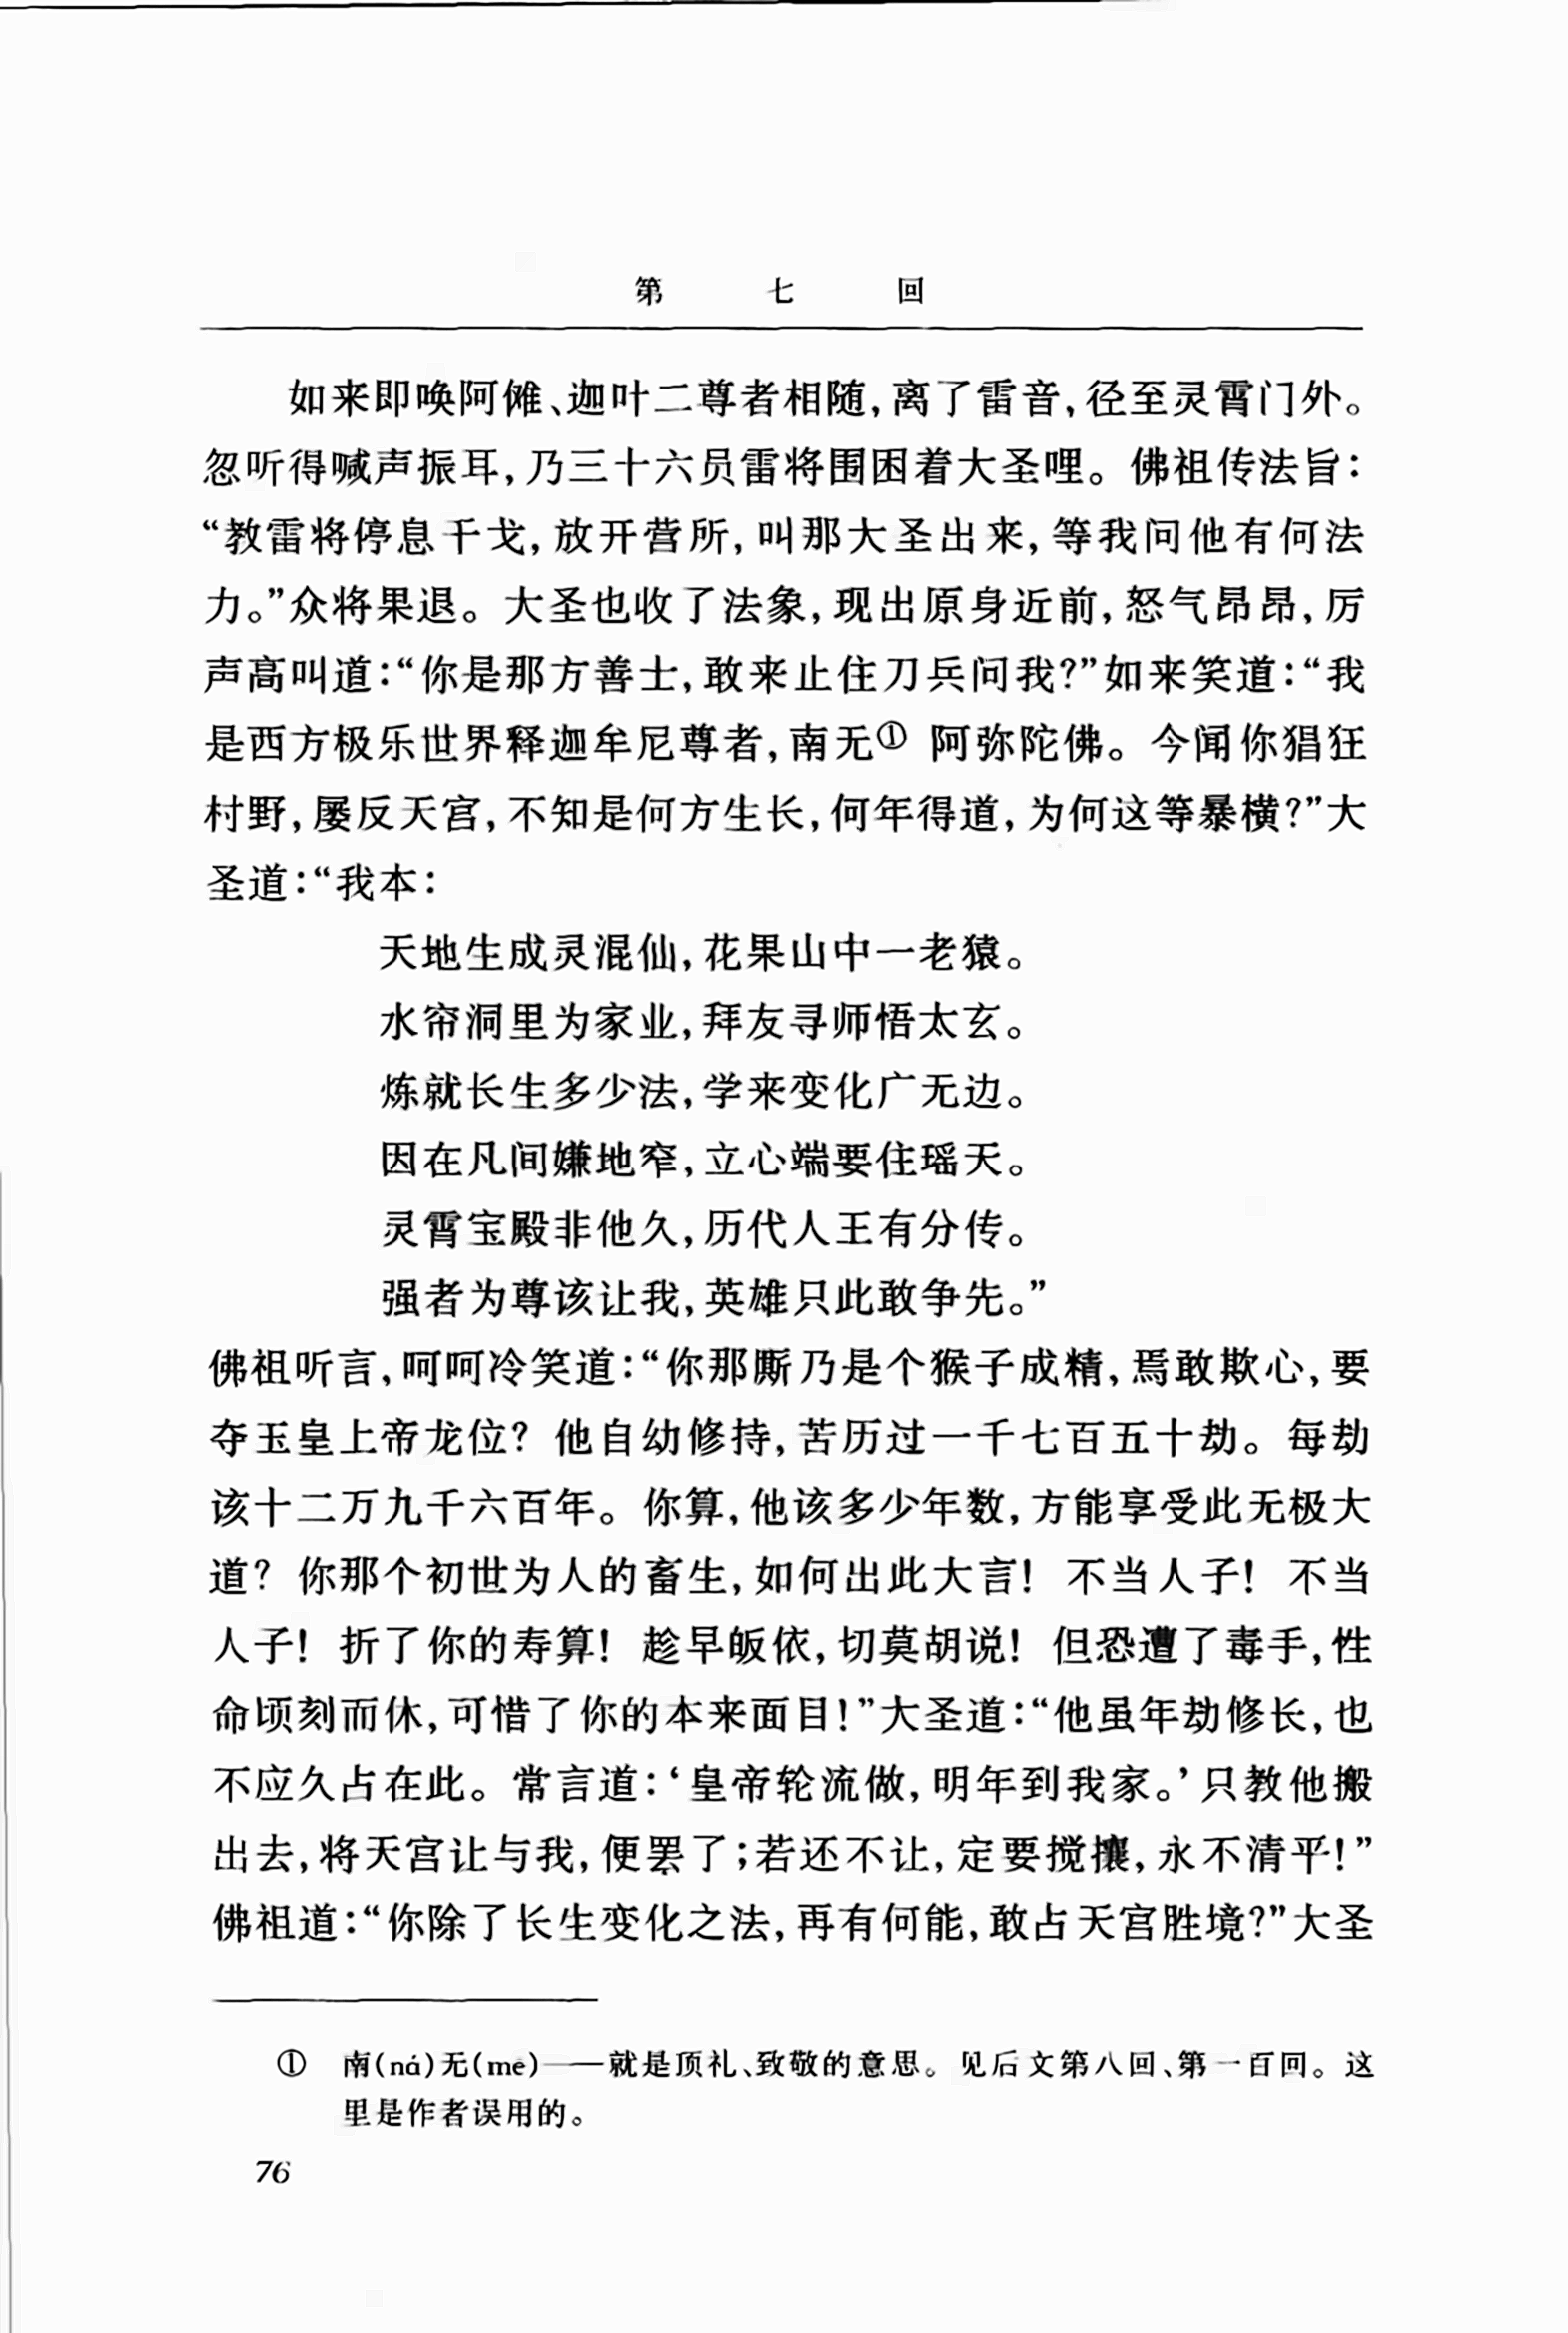 第七回
如来即唤阿傩、迦叶二尊者相随,离了雷音,径至灵霄门外。
忽听得喊声振耳,乃三十六员雷将围困着大圣哩。佛祖传法旨:
“教雷将停息干戈,放开营所,叫那大圣出来,等我问他有何法
力。”众将果退。大圣也收了法象,现出原身近前,怒气昂昂,厉
声高叫道:“你是那方善士,敢来止住刀兵问我?”如来笑道:“我
是西方极乐世界释迦牟尼尊者,南无① 阿弥陀佛。今闻你猖狂
村野,屡反天宫,不知是何方生长,何年得道,为何这等暴横?”大
圣道:“我本:
天地生成灵混仙,花果山中一老猿。
水帘洞里为家业,拜友寻师悟太玄。
炼就长生多少法,学来变化广无边。
因在凡间嫌地窄,立心端要住瑶天。
灵霄宝殿非他久,历代人王有分传。
强者为尊该让我,英雄只此敢争先。”
佛祖听言,呵呵冷笑道:“你那厮乃是个猴子成精,焉敢欺心,要
夺玉皇上帝龙位?他自幼修持,苦历过一千七百五十劫。每劫
该十二万九千六百年。你算,他该多少年数,方能享受此无极大
道?你那个初世为人的畜生,如何出此大言!不当人子!不当
人子!折了你的寿算!趁早皈依,切莫胡说!但恐遭了毒手,性
命顷刻而休,可惜了你的本来面目!”大圣道:“他虽年劫修长,也
不应久占在此。常言道:‘皇帝轮流做,明年到我家。’只教他搬
出去,将天宫让与我,便罢了;若还不让,定要搅攘,永不清平!”
佛祖道:“你除了长生变化之法,再有何能,敢占天宫胜境?”大圣
① 南(ná)无(mē)——就是顶礼、致敬的意思。见后文第八回、第一百回。这
里是作者误用的。
76